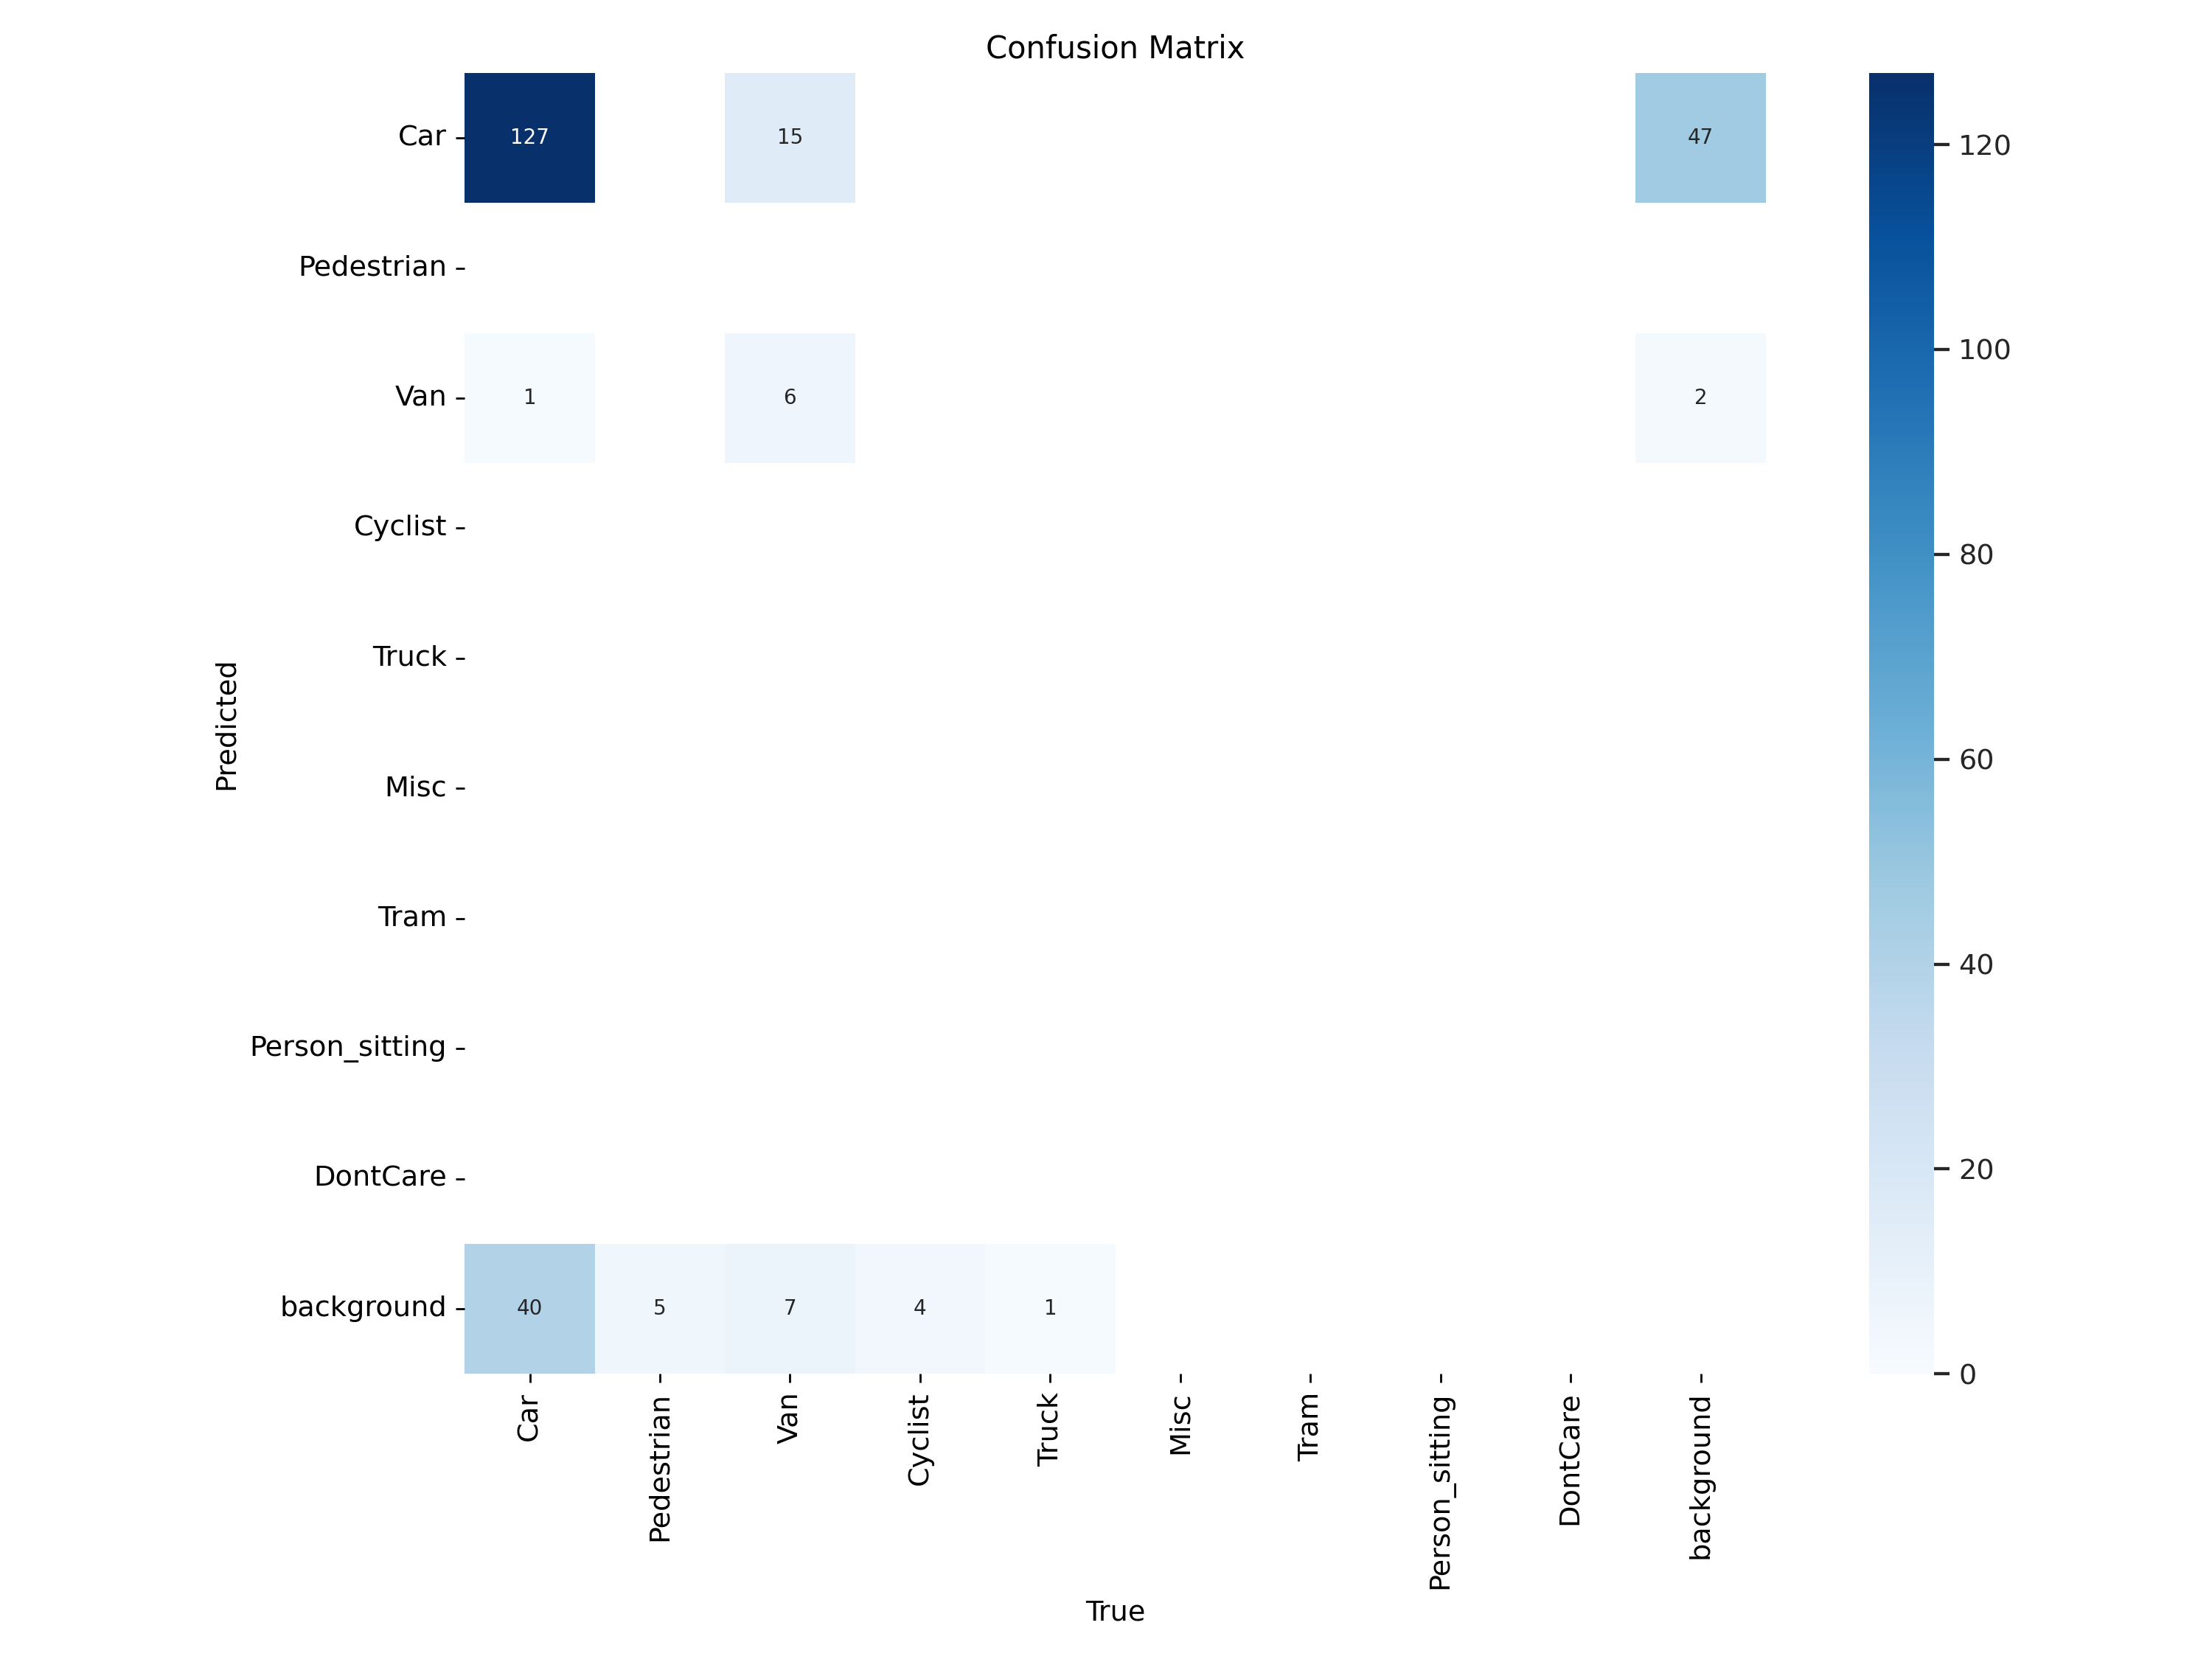 Confusion Matrix
Car
127
15
47
120
Pedestrian
100
Van
1
6
2
Cyclist
80
Truck
Predicted
60
Misc
Tram
40
Person_sitting
20
DontCare
background
40
5
7
4
1
0
Car
Pedestrian
Van
Cyclist
Truck
Misc
Tram
Person_sitting
DontCare
background
True